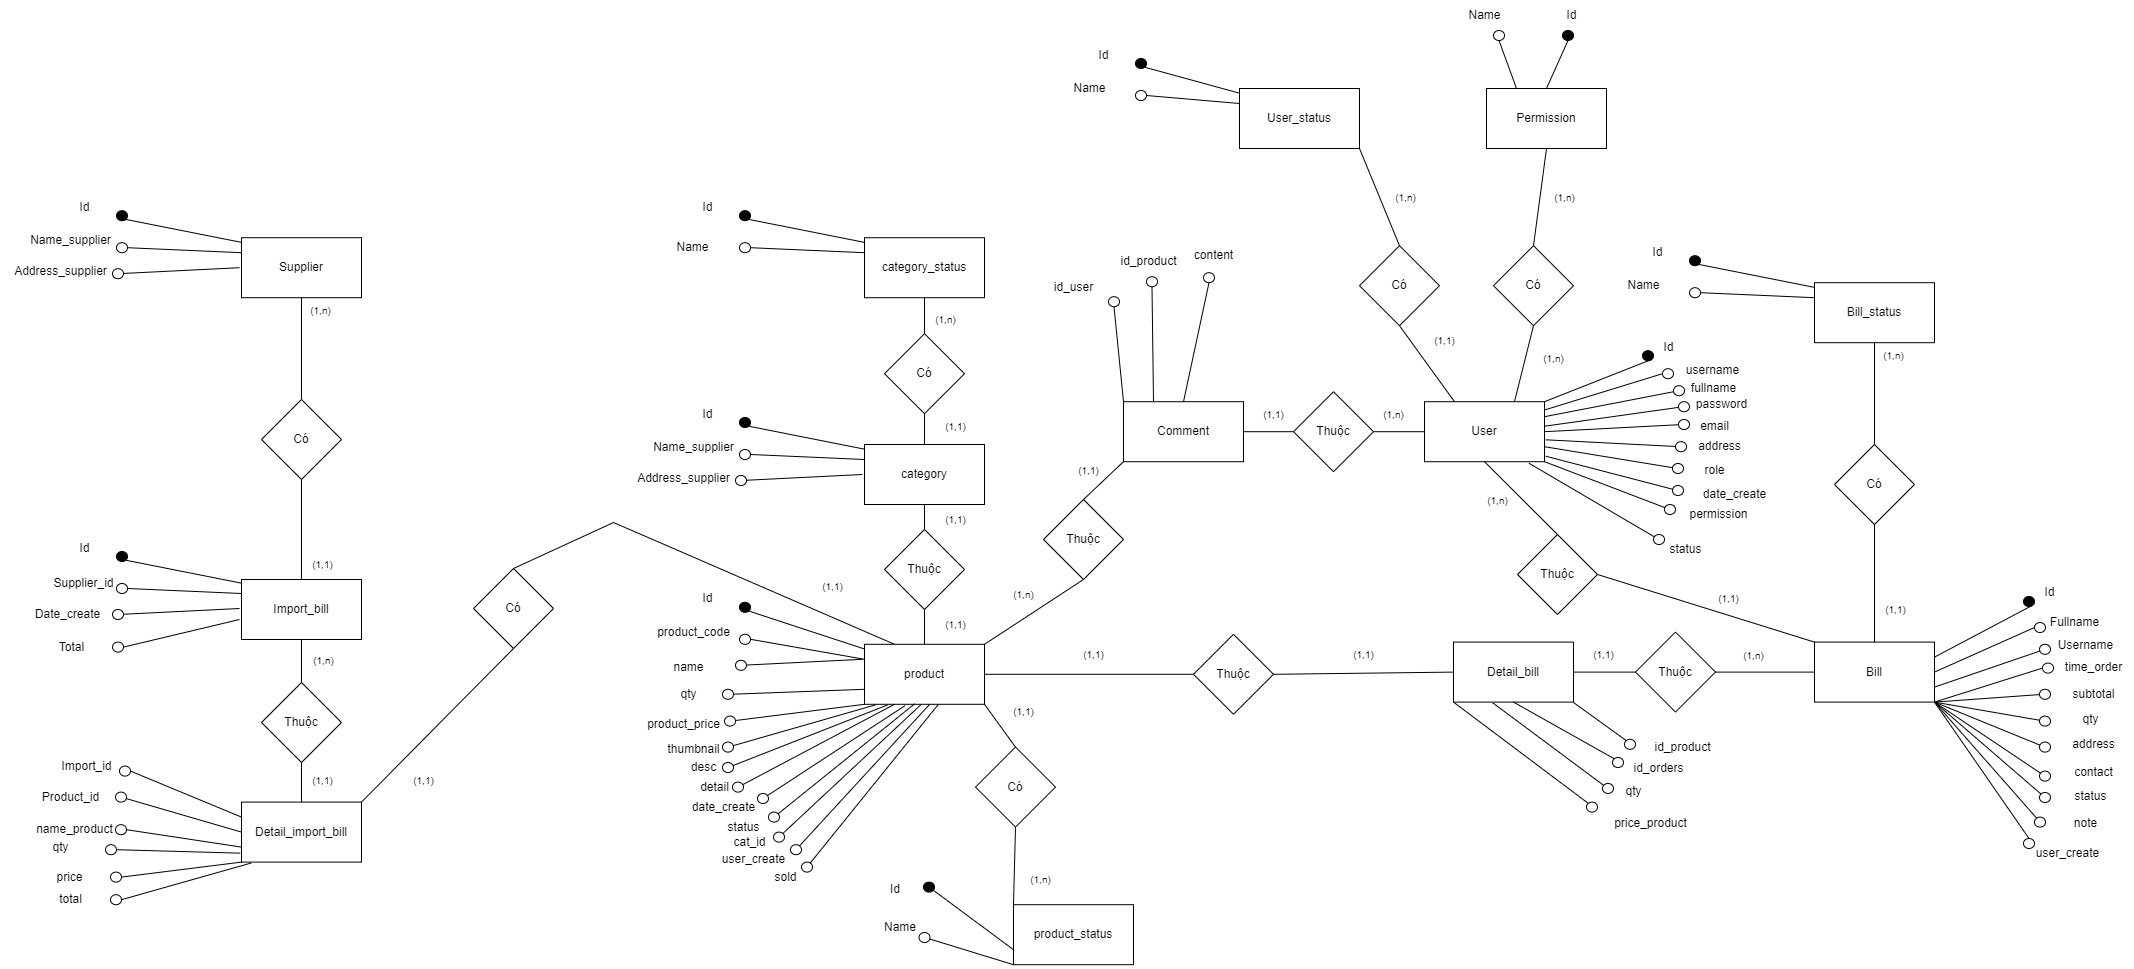 Name
Id
Id
Name
User_status
Permission
(1,n)
(1,n)
Có
Có
(1,1)
(1,n)
Id
Name_supplier
Address_supplier
Supplier
(1,n)
Có
(1,1)
Id
Supplier_id
Date_create
Total
Import_bill
(1,n)
Thuộc
(1,1)
Import_id
Product_id
name_product
qty
price
total
Detail_import_bill
(1,1)
Có
(1,1)
Id
Name
category_status
(1,n)
Có
(1,1)
Id
Name_supplier
Address_supplier
category
(1,1)
Thuộc
(1,1)
Id
product_code
name
qty
product_price
thumbnail
desc
detail
date_create
status
cat_id
user_create
sold
product
(1,1)
Có
(1,n)
Id
Name
product_status
id_user
id_product
content
Comment
(1,1)
Thuộc
(1,n)
(1,1)
Thuộc
(1,n)
User
Id
username
fullname
password
email
address
role
date_create
permission
status
(1,n)
Thuộc
(1,1)
Id
Name
Bill_status
(1,n)
Có
(1,1)
(1,1)
Thuộc
(1,1)
Detail_bill
id_product
id_orders
qty
price_product
(1,1)
Thuộc
(1,n)
Bill
Id
Fullname
Username
time_order
subtotal
qty
address
contact
status
note
user_create